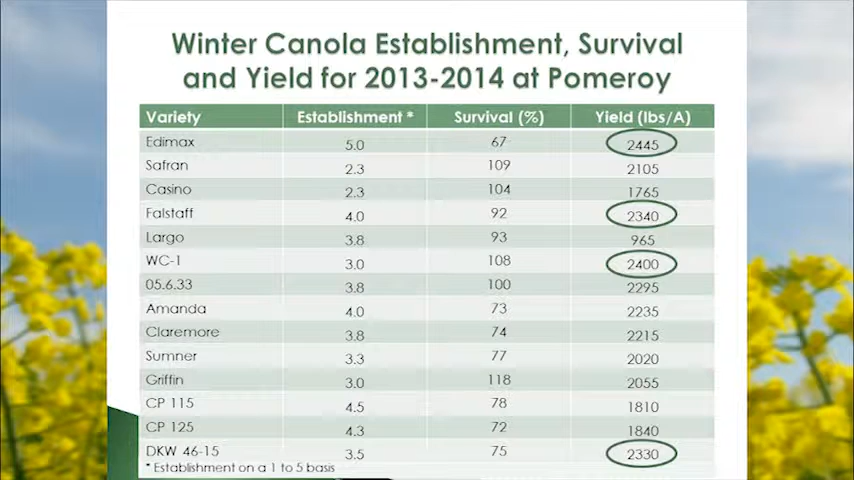 Winter Canola Establishment, Survival
and Yield for 2013-2014 at Pomeroy
Variety Establishment * Survival (%) Yield (lbs/A)
Edimax 5.0 67 2445
Safran 2.3 109 2105
Casino 2.3 104 1765
Falstaff 4.0 92 2340
Largo 3.8 93 965
WC-1 3.0 108 2400
05.6.33 3.8 100 2295
Amanda 4.0 73 2235
Claremore 3.8 74 2215
Sumner 3.3 77 2020
Griffin 3.0 118 2055
CP 115 4.5 78 1810
CP 125 4.3 72 1840
DKW 46-15 3.5 75 2330
* Establishment on a 1 to 5 basis